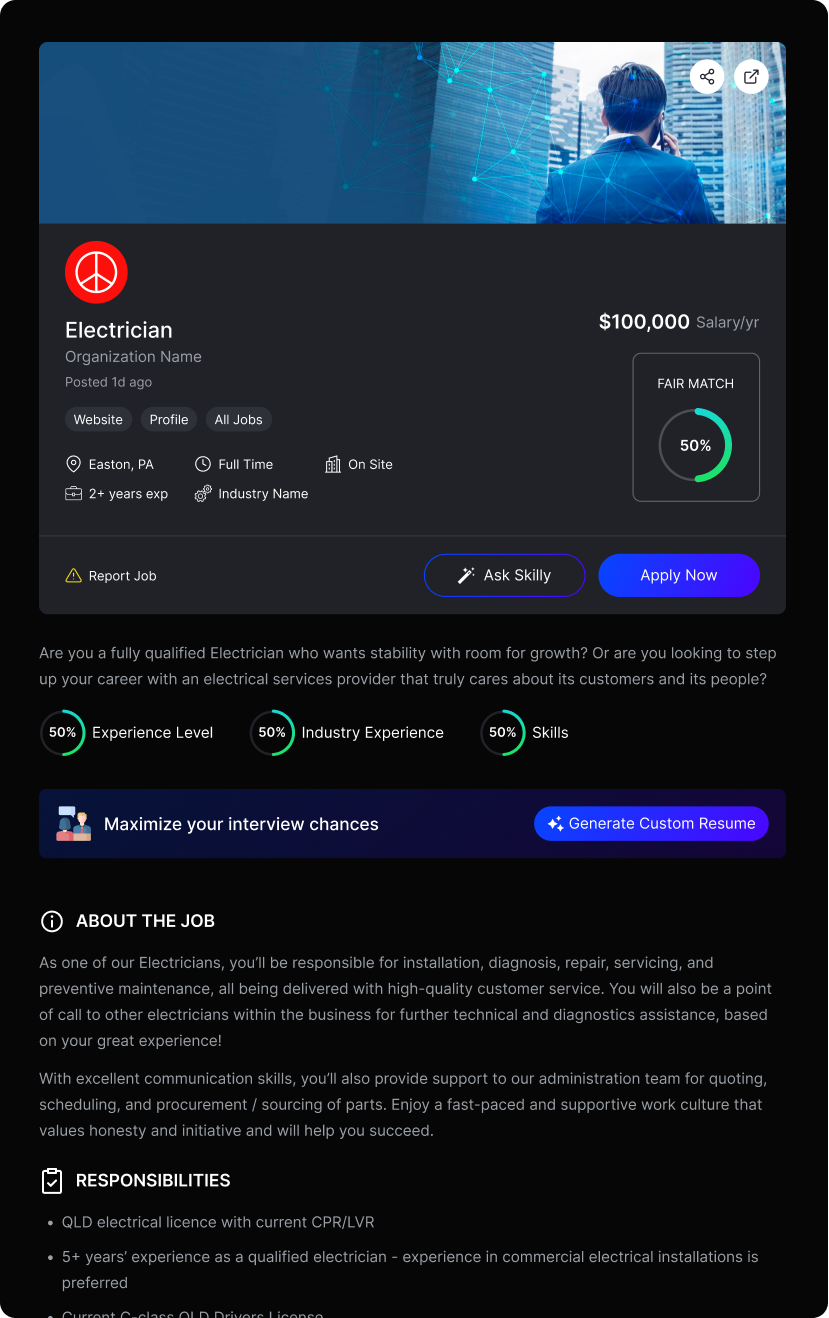 Electrician
$100,000 Salary/yr
Organization Name
Posted 1d ago
FAIR MATCH
50%
Website Profile All Jobs
Easton, PA Full Time On Site
2+ years exp Industry Name
Report Job Ask Skilly Apply Now
Are you a fully qualified Electrician who wants stability with room for growth? Or are you looking to step
up your career with an electrical services provider that truly cares about its customers and its people?
50% Experience Level 50% Industry Experience 50% Skills
Maximize your interview chances Generate Custom Resume
ABOUT THE JOB
As one of our Electricians, you’ll be responsible for installation, diagnosis, repair, servicing, and
preventive maintenance, all being delivered with high-quality customer service. You will also be a point
of call to other electricians within the business for further technical and diagnostics assistance, based
on your great experience!
With excellent communication skills, you’ll also provide support to our administration team for quoting,
scheduling, and procurement / sourcing of parts. Enjoy a fast-paced and supportive work culture that
values honesty and initiative and will help you succeed.
RESPONSIBILITIES
• QLD electrical licence with current CPR/LVR
• 5+ years’ experience as a qualified electrician - experience in commercial electrical installations is
preferred
• Current C-class QLD Drivers License